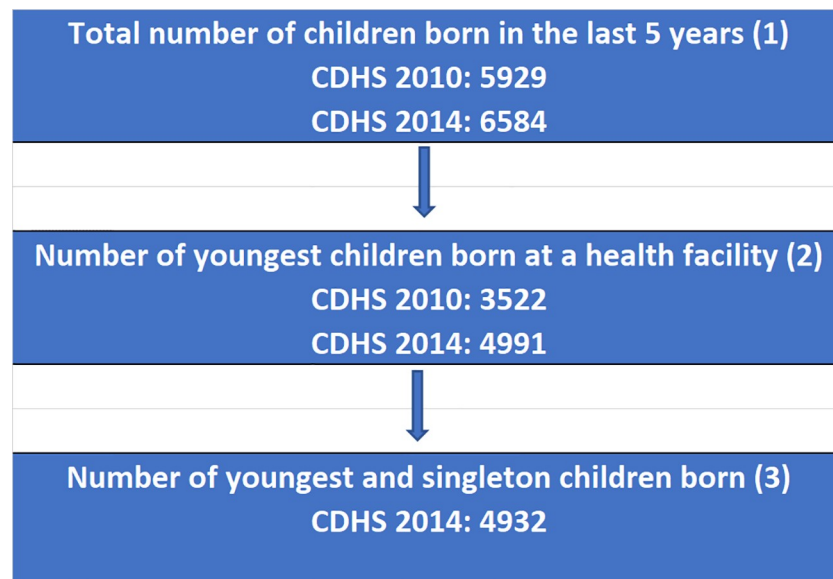 Total number of children born in the last 5 years (1)
CDHS 2010: 5929
CDHS 2014: 6584
Number of youngest children born at a health facility (2)
CDHS 2010: 3522
CDHS 2014: 4991
Number of youngest and singleton children born (3)
CDHS 2014: 4932